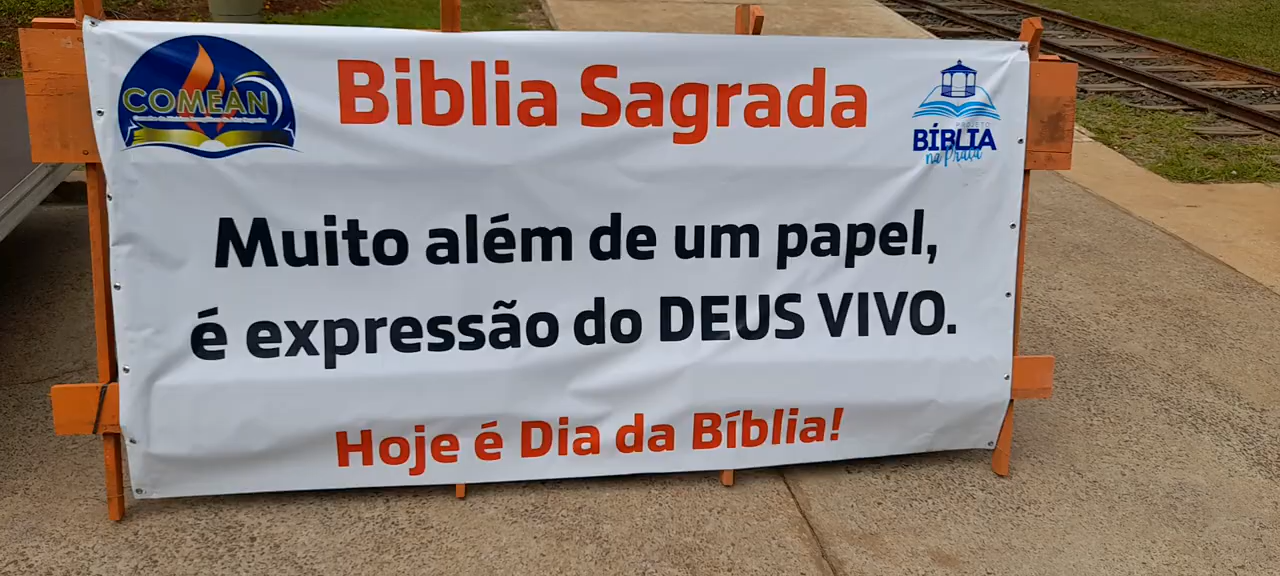 COMEAN
Biblia Sagrada
PROJETO
BÍBLIA
na Praça
Muito além de um papel,
é expressão do DEUS VIVO.
Hoje é Dia da Bíblia!